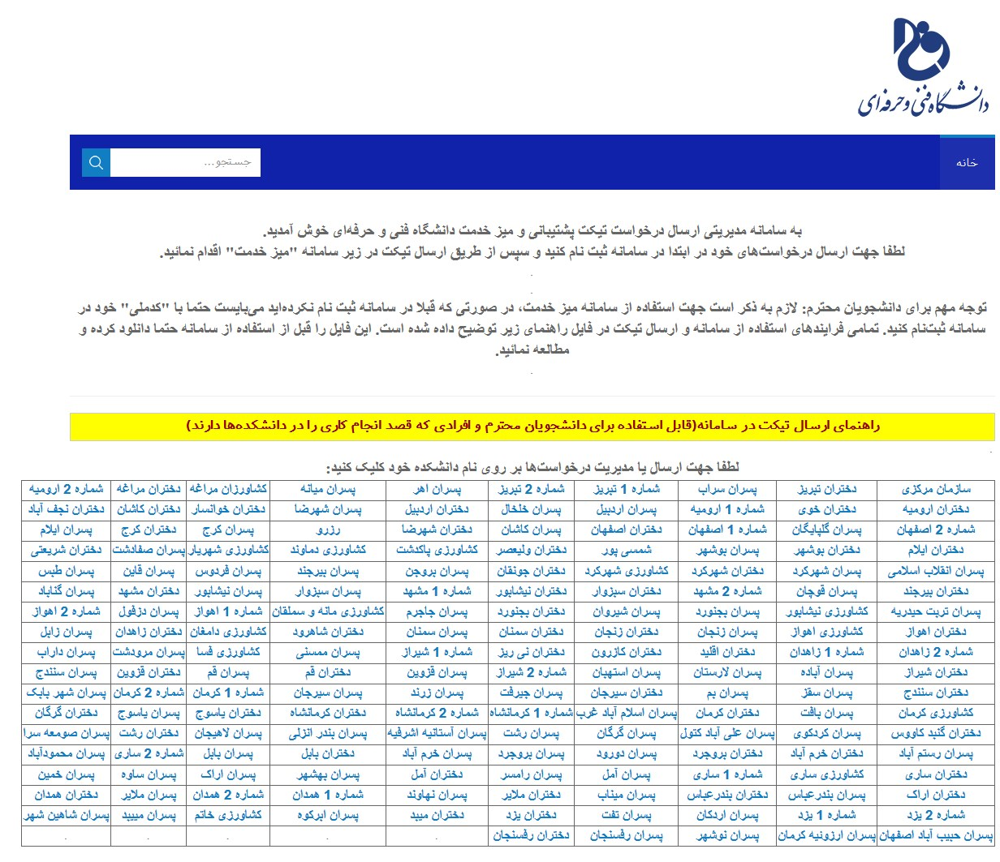 دانشگاه فنی و حرفه‌ای
خانه
جستجو...
به سامانه مدیریتی ارسال درخواست تیکت پشتیبانی و میز خدمت دانشگاه فنی و حرفه‌ای خوش آمدید.
لطفا جهت ارسال درخواست‌های خود در ابتدا در سامانه ثبت نام کنید و سپس از طریق ارسال تیکت در زیر سامانه "میز خدمت" اقدام نمائید.
.
.
توجه مهم برای دانشجویان محترم: لازم به ذکر است جهت استفاده از سامانه میز خدمت، در صورتی که قبلا در سامانه ثبت نام نکرده‌اید می‌بایست حتما با "کدملی" خود در
سامانه ثبت‌نام کنید. تمامی فرایندهای استفاده از سامانه و ارسال تیکت در فایل راهنمای زیر توضیح داده شده است. این فایل را قبل از استفاده از سامانه حتما دانلود کرده و
مطالعه نمائید.
.
راهنمای ارسال تیکت در سامانه(قابل استفاده برای دانشجویان محترم و افرادی که قصد انجام کاری را در دانشکده‌ها دارند)
.
لطفا جهت ارسال یا مدیریت درخواست‌ها بر روی نام دانشکده خود کلیک کنید:
سازمان مرکزی دختران تبریز پسران سراب شماره 1 تبریز شماره 2 تبریز پسران اهر پسران میانه کشاورزان مراغه دختران مراغه شماره 2 ارومیه
دختران ارومیه دختران خوی شماره 1 ارومیه پسران اردبیل پسران خلخال دختران اردبیل پسران شهرضا دختران خوانسار دختران کاشان دختران نجف آباد
شماره 2 اصفهان پسران گلپایگان شماره 1 اصفهان دختران اصفهان پسران کاشان دختران شهرضا رزرو پسران کرج دختران کرج پسران ایلام
دختران ایلام دختران بوشهر پسران بوشهر شمسی پور دختران ولیعصر کشاورزی پاکدشت کشاورزی دماوند کشاورزی شهریار پسران صفادشت دختران شریعتی
پسران انقلاب اسلامی پسران شهرکرد دختران شهرکرد کشاورزی شهرکرد دختران جونقان پسران بروجن پسران بیرجند پسران فردوس پسران قاین پسران طبس
دختران بیرجند پسران قوچان شماره 2 مشهد دختران سبزوار دختران نیشابور شماره 1 مشهد پسران سبزوار پسران نیشابور دختران مشهد پسران گناباد
پسران تربت حیدریه کشاورزی نیشابور پسران بجنورد پسران شیروان دختران بجنورد پسران جاجرم کشاورزی مانه و سملقان شماره 1 اهواز پسران دزفول شماره 2 اهواز
دختران اهواز کشاورزی اهواز پسران زنجان دختران زنجان دختران سمنان پسران سمنان دختران شاهرود کشاورزی دامغان دختران زاهدان پسران زابل
شماره 2 زاهدان شماره 1 زاهدان دختران اقلید دختران کازرون دختران نی ریز شماره 1 شیراز پسران ممسنی کشاورزی فسا پسران مرودشت پسران داراب
دختران شیراز پسران آباده پسران لارستان پسران استهبان شماره 2 شیراز پسران قزوین دختران قم پسران قم دختران قزوین پسران سنندج
دختران سنندج پسران سقز پسران بم دختران سیرجان پسران جیرفت پسران زرند پسران سیرجان شماره 1 کرمان شماره 2 کرمان پسران شهر بابک
کشاورزی کرمان پسران بافت دختران کرمان پسران اسلام آباد غرب شماره 1 کرمانشاه شماره 2 کرمانشاه دختران کرمانشاه دختران یاسوج پسران یاسوج دختران گرگان
دختران گنبد کاووس پسران کردکوی پسران علی آباد کتول پسران گرگان پسران رشت پسران آستانیه اشرفیه پسران بندر انزلی پسران لاهیجان دختران رشت پسران صومعه سرا
پسران رستم آباد دختران خرم آباد دختران بروجرد پسران دورود پسران بروجرد پسران خرم آباد دختران بابل پسران بابل شماره 2 ساری پسران محمودآباد
دختران ساری کشاورزی ساری شماره 1 ساری پسران آمل پسران رامسر دختران آمل پسران بهشهر پسران اراک پسران ساوه پسران خمین
دختران اراک پسران بندرعباس دختران بندرعباس پسران میناب دختران ملایر پسران نهاوند شماره 1 همدان شماره 2 همدان پسران ملایر دختران همدان
شماره 2 یزد شماره 1 یزد پسران اردکان پسران تفت دختران یزد دختران میبد پسران ابرکوه کشاورزی خاتم پسران میبید پسران شاهین شهر
پسران حبیب آباد اصفهان پسران ارزونیه کرمان پسران نوشهر پسران رفسنجان دختران رفسنجان . . . . .